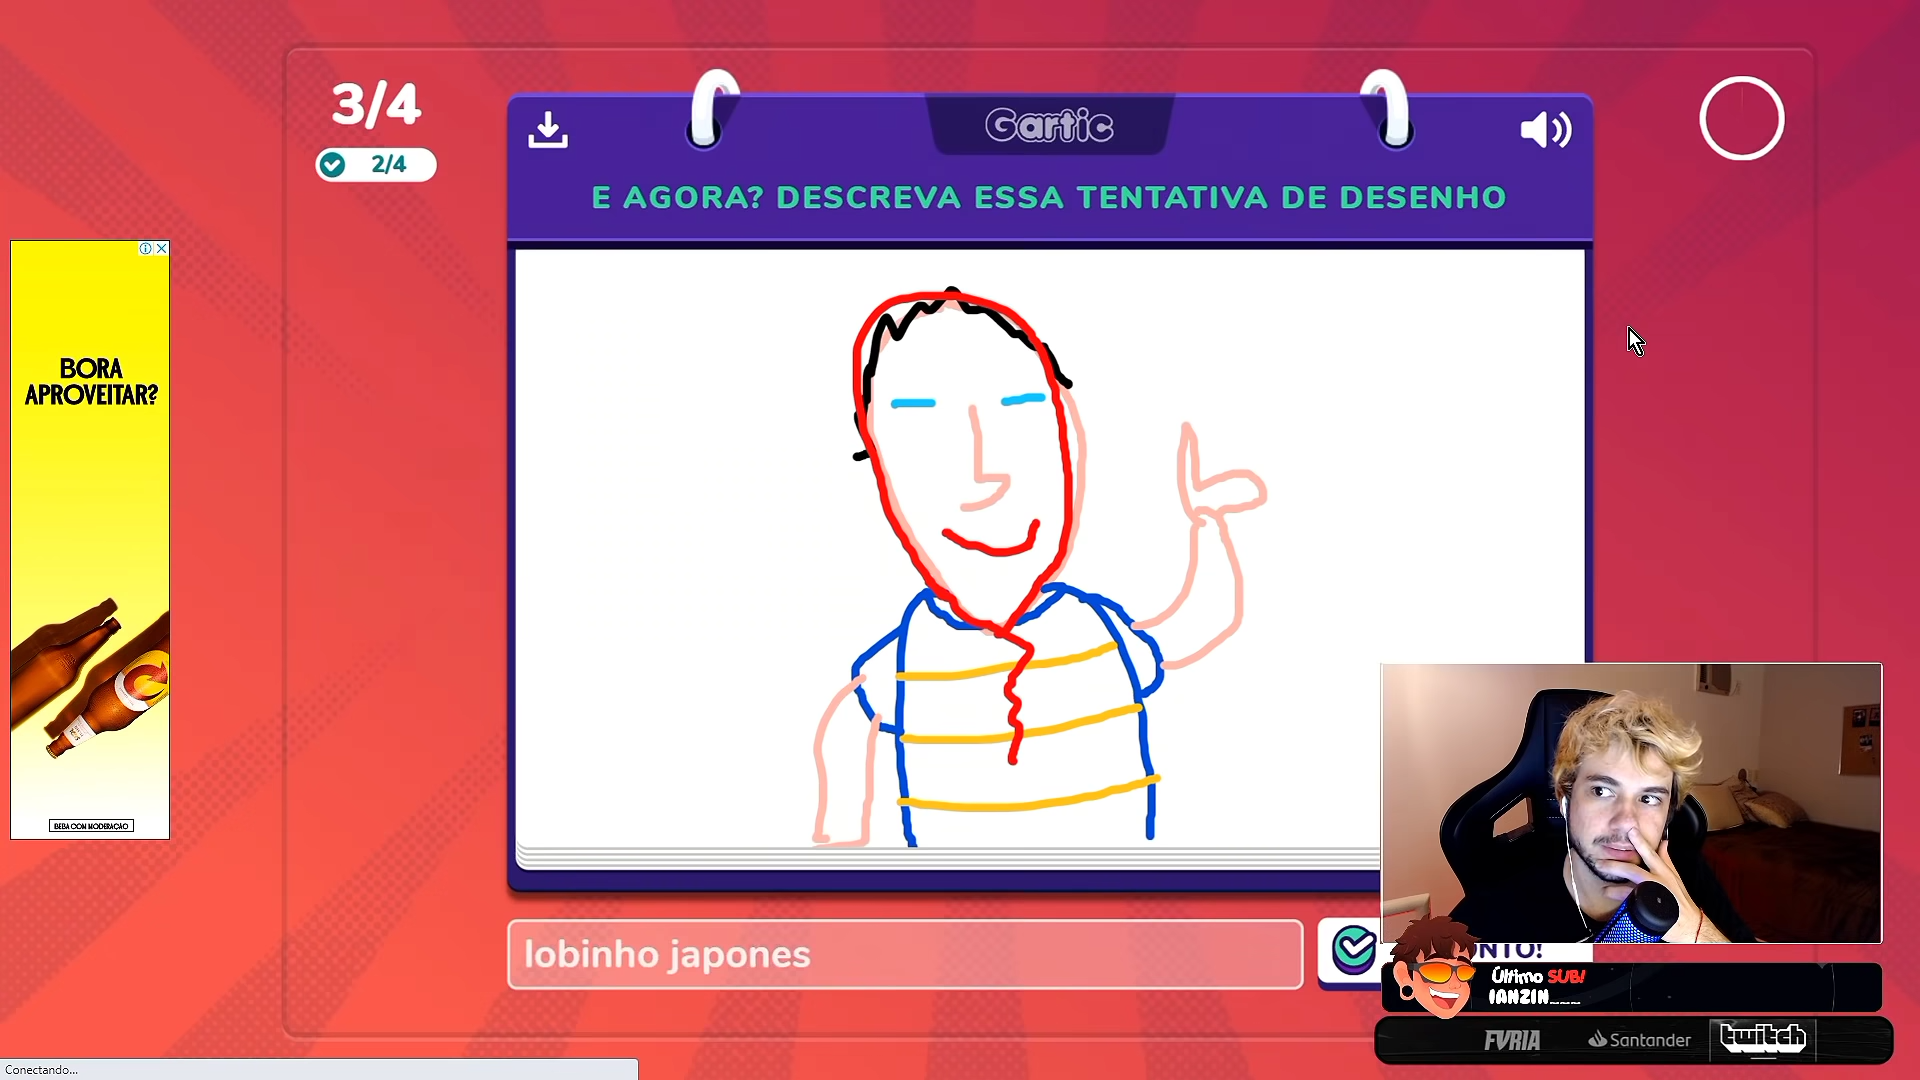 3/4
2/4
Gartic
E AGORA? DESCREVA ESSA TENTATIVA DE DESENHO
BORA
APROVEITAR?
BEBA COM MODERAÇÃO
lobinho japones
NTO!
Último SUB!
IANZIN___
FVRIA
Santander
twitch
Conectando...